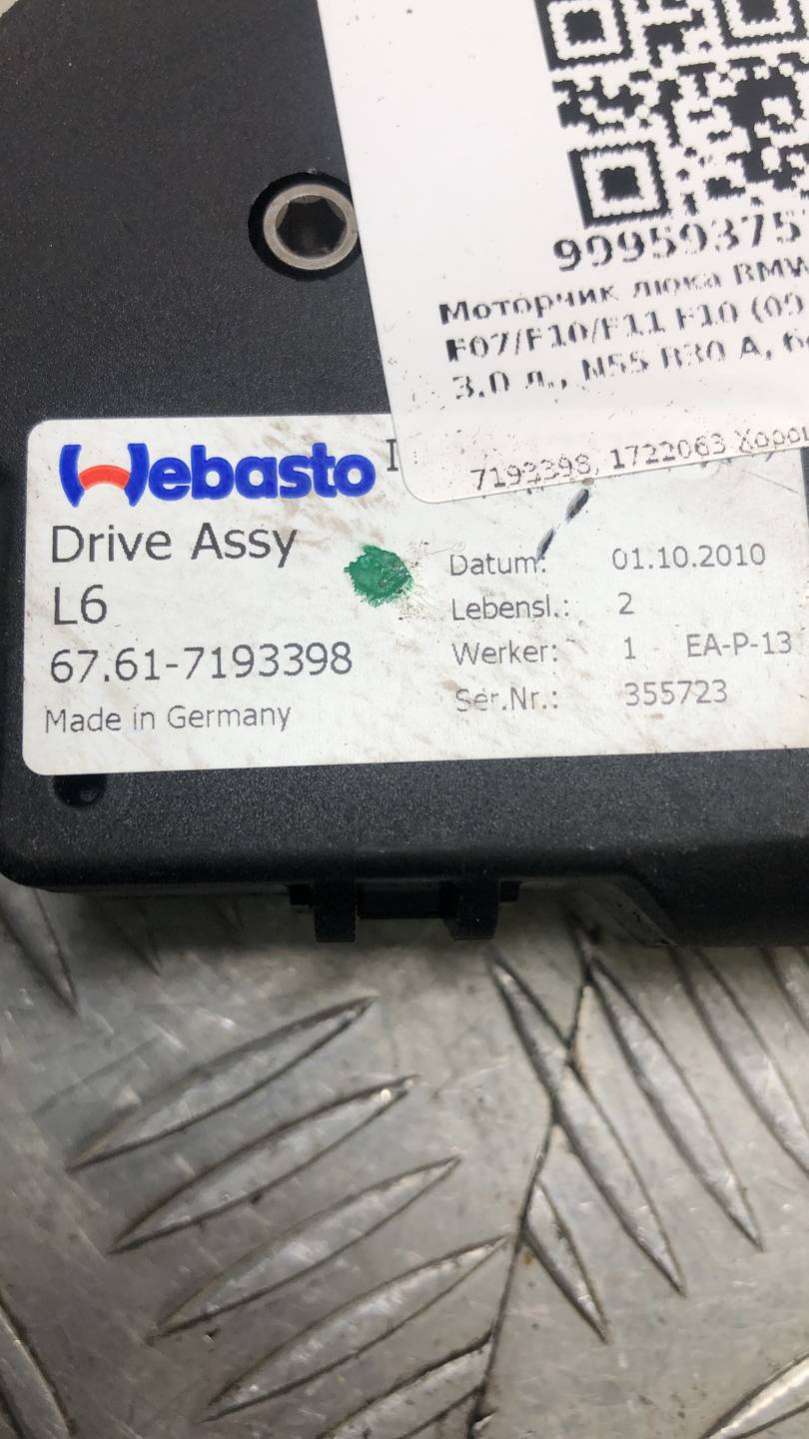 99959375
Моторчик люка BMW
F07/F10/F11 F10 (09
3.0 л., N55 B30 A, б
7193398, 1722063 Хорош
Webasto
Drive Assy
L6
67.61-7193398
Made in Germany
Datum: 01.10.2010
Lebensl.: 2
Werker: 1 EA-P-13
Ser.Nr.: 355723